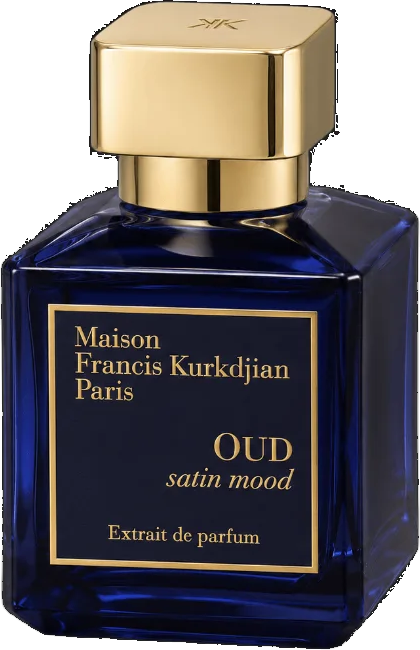 Maison
Francis Kurkdjian
Paris
OUD
satin mood
Extrait de parfum